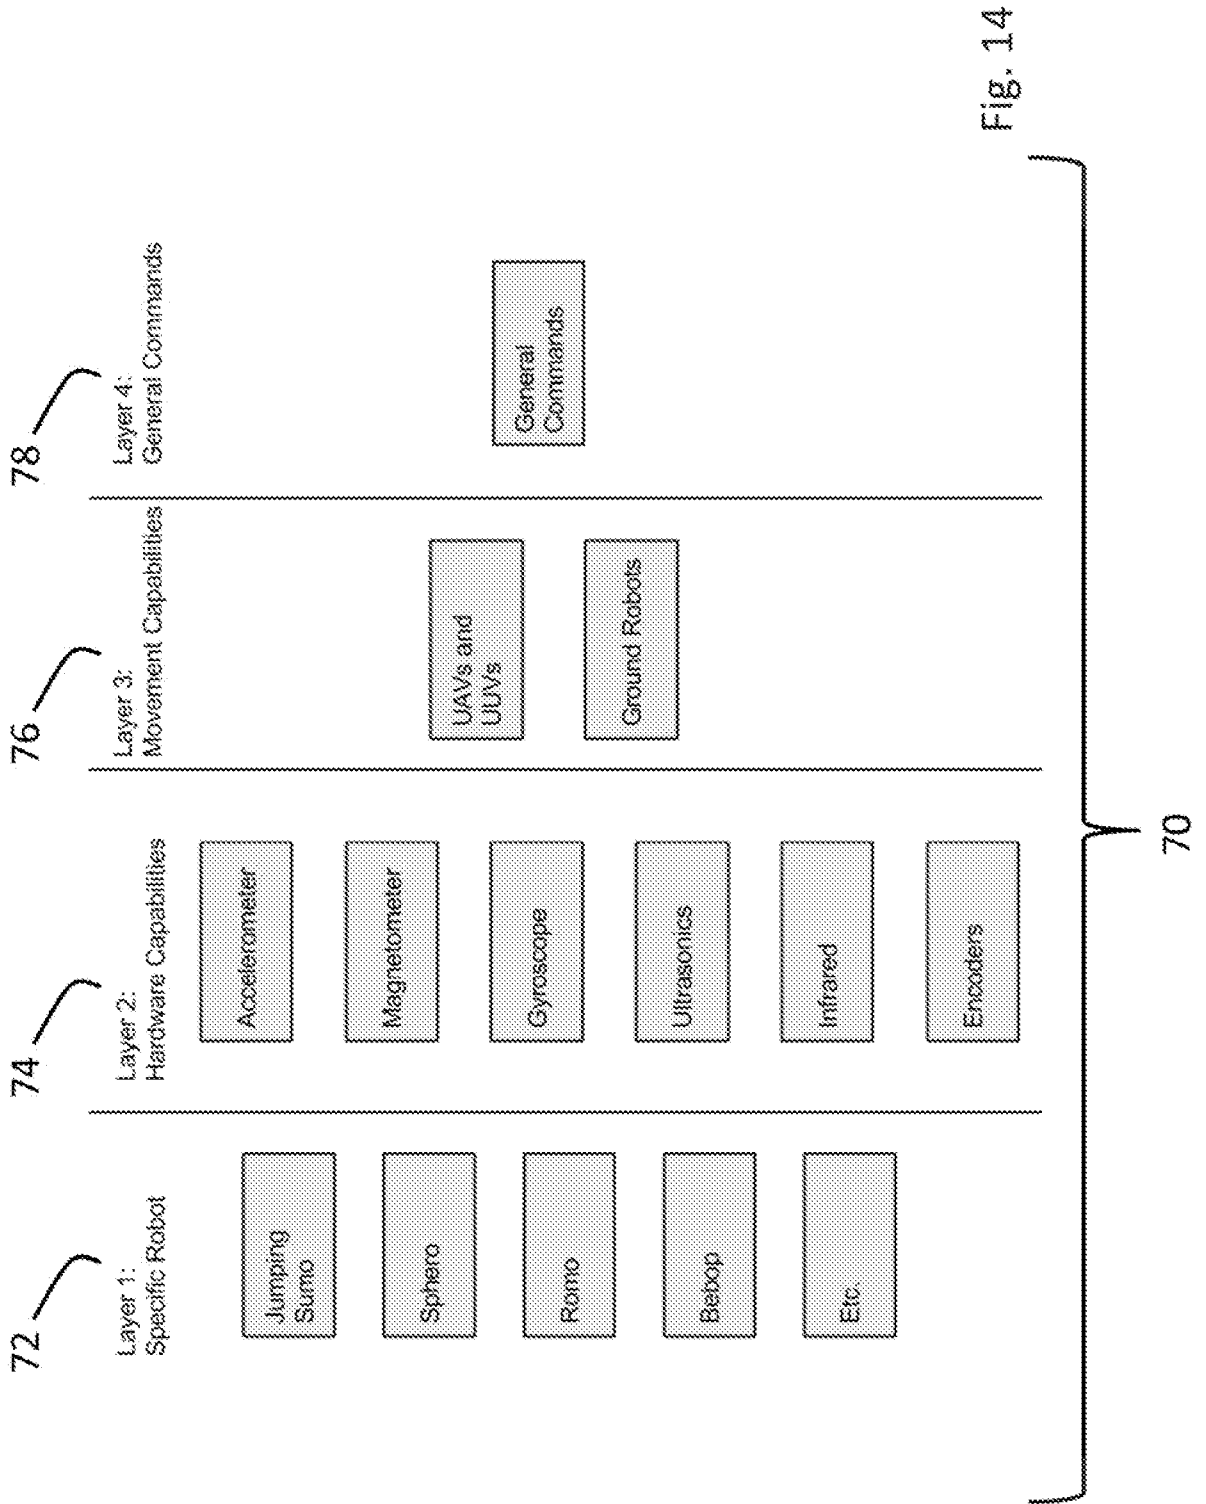 72
Layer 1:
Specific Robot
Jumping
Sumo
Sphero
Romo
Bebop
Etc.
74
Layer 2:
Hardware Capabilities
Accelerometer
Magnetometer
Gyroscope
Ultrasonics
Infrared
Encoders
76
Layer 3:
Movement Capabilities
UAVs and
UUVs
Ground Robots
78
Layer 4:
General Commands
General
Commands
70
Fig. 14